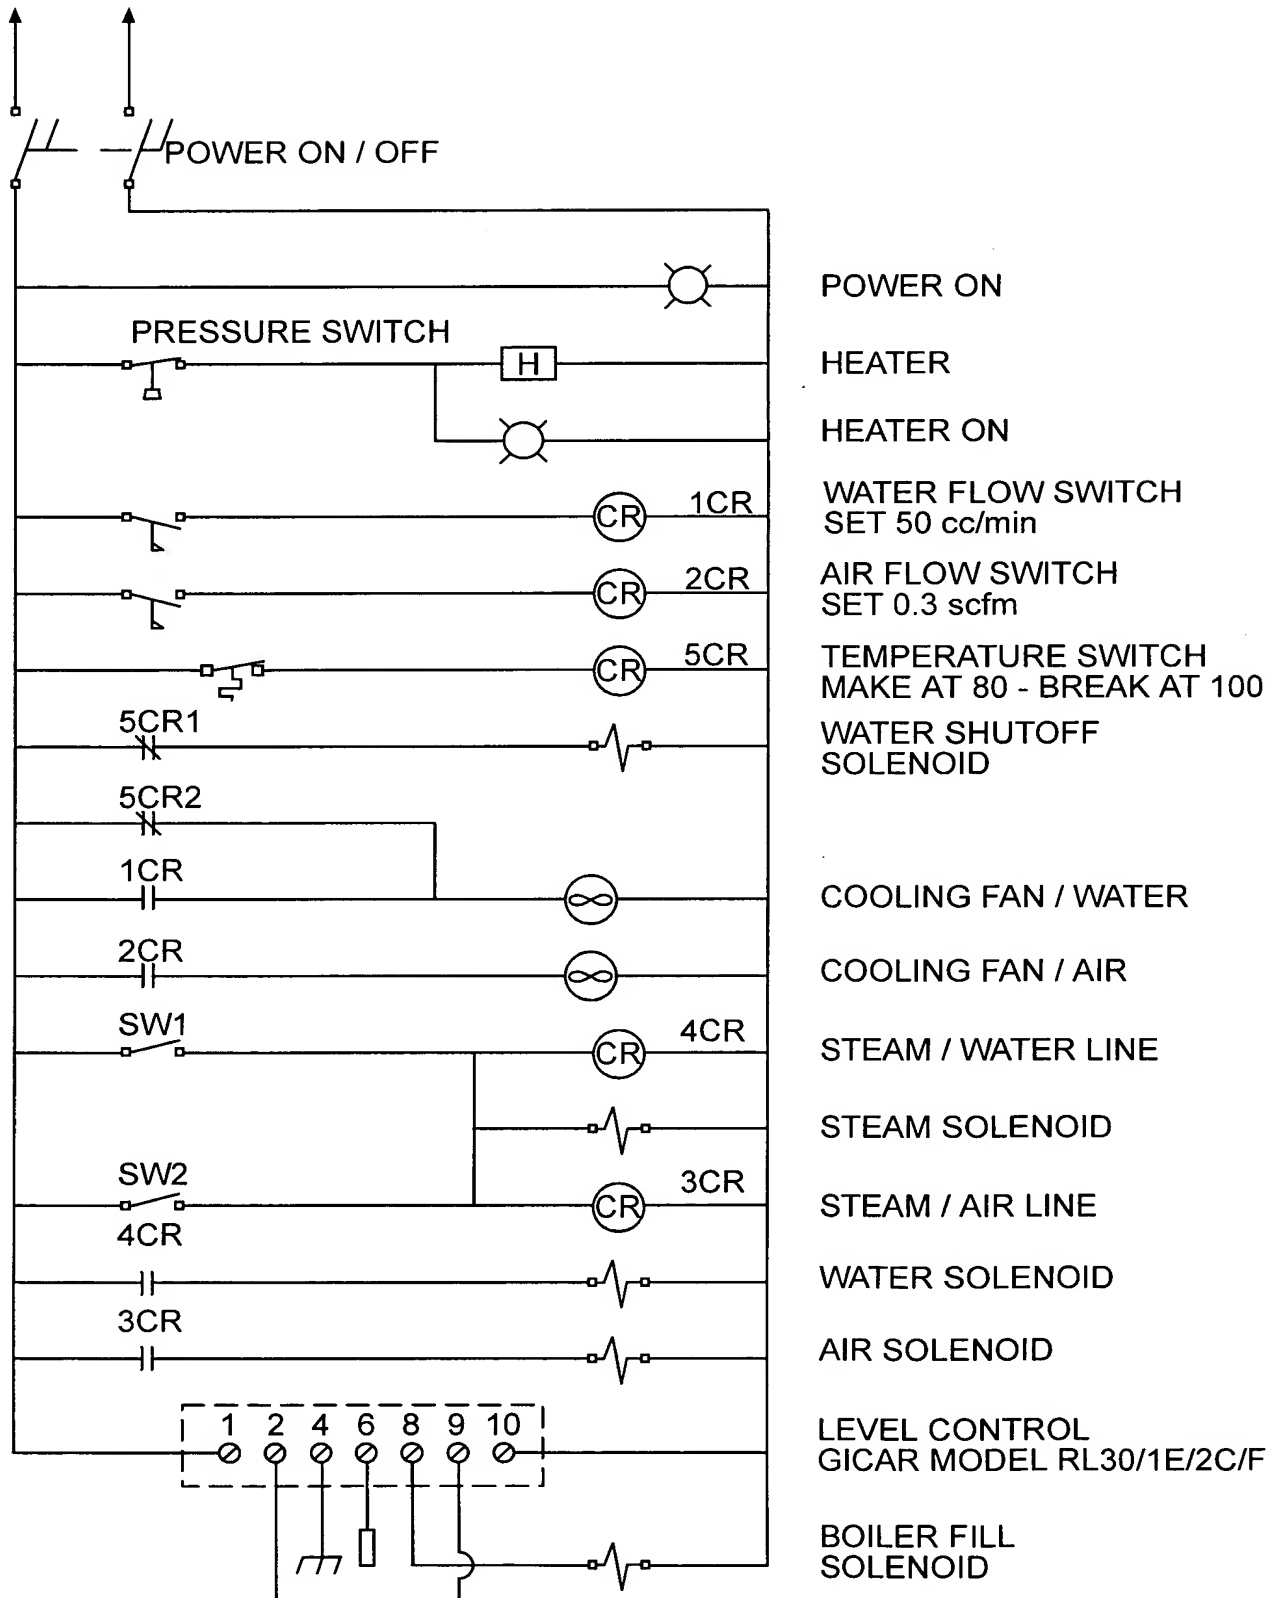 POWER ON / OFF
POWER ON
PRESSURE SWITCH
H
HEATER
HEATER ON
CR
1CR
WATER FLOW SWITCH
SET 50 cc/min
CR
2CR
AIR FLOW SWITCH
SET 0.3 scfm
CR
5CR
TEMPERATURE SWITCH
MAKE AT 80 - BREAK AT 100
5CR1
WATER SHUTOFF
SOLENOID
5CR2
1CR
COOLING FAN / WATER
2CR
COOLING FAN / AIR
SW1
CR
4CR
STEAM / WATER LINE
STEAM SOLENOID
SW2
CR
3CR
STEAM / AIR LINE
4CR
WATER SOLENOID
3CR
AIR SOLENOID
1 2 4 6 8 9 10
LEVEL CONTROL
GICAR MODEL RL30/1E/2C/F
BOILER FILL
SOLENOID